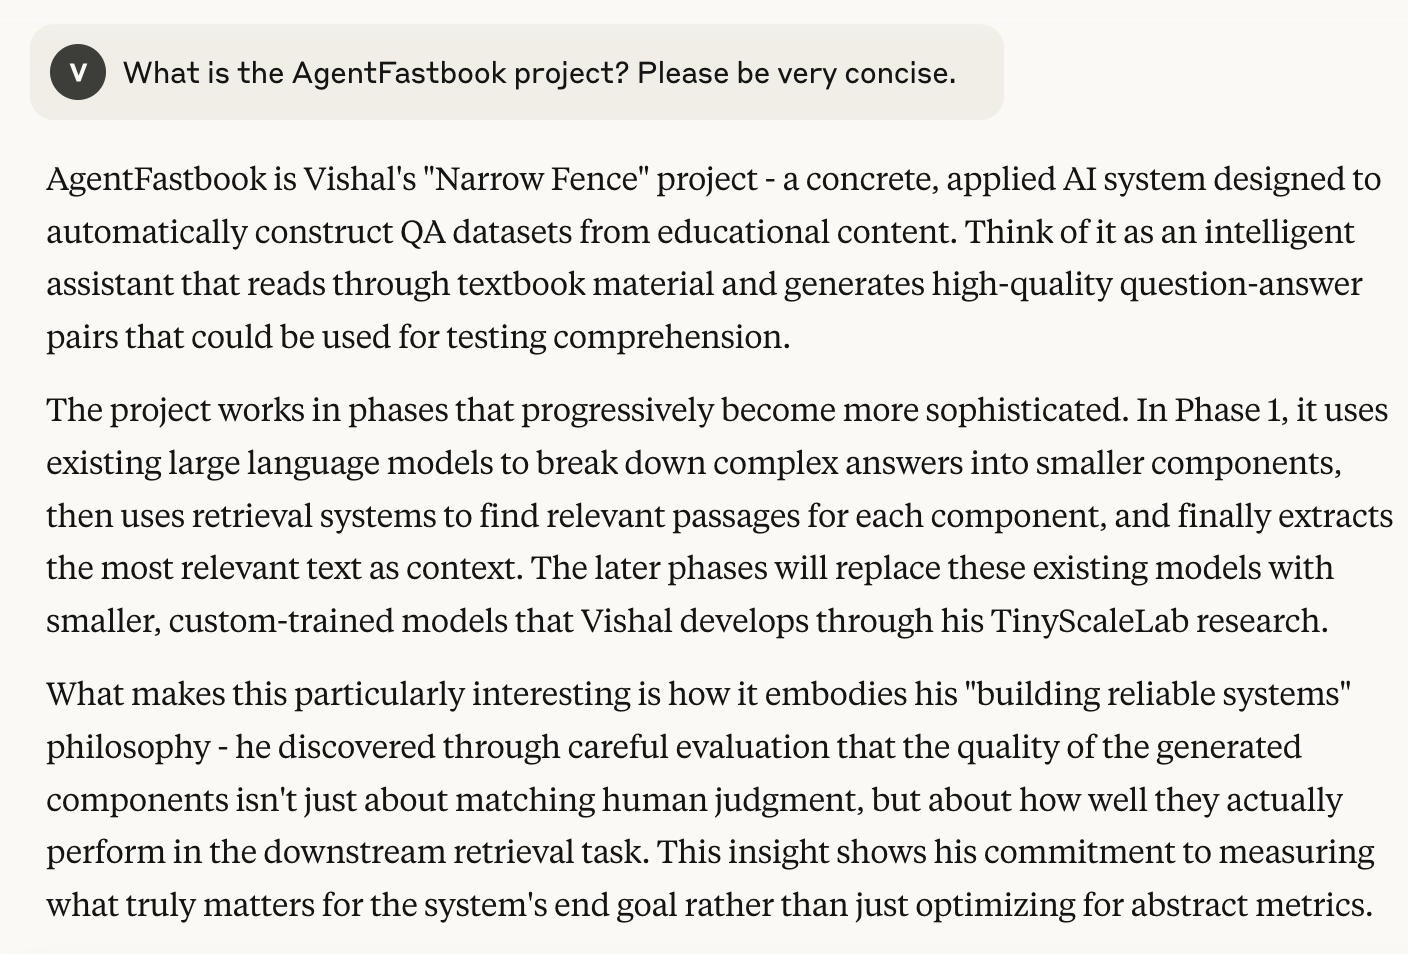 V What is the AgentFastbook project? Please be very concise.
AgentFastbook is Vishal's "Narrow Fence" project - a concrete, applied AI system designed to
automatically construct QA datasets from educational content. Think of it as an intelligent
assistant that reads through textbook material and generates high-quality question-answer
pairs that could be used for testing comprehension.
The project works in phases that progressively become more sophisticated. In Phase 1, it uses
existing large language models to break down complex answers into smaller components,
then uses retrieval systems to find relevant passages for each component, and finally extracts
the most relevant text as context. The later phases will replace these existing models with
smaller, custom-trained models that Vishal develops through his TinyScaleLab research.
What makes this particularly interesting is how it embodies his "building reliable systems"
philosophy - he discovered through careful evaluation that the quality of the generated
components isn't just about matching human judgment, but about how well they actually
perform in the downstream retrieval task. This insight shows his commitment to measuring
what truly matters for the system's end goal rather than just optimizing for abstract metrics.